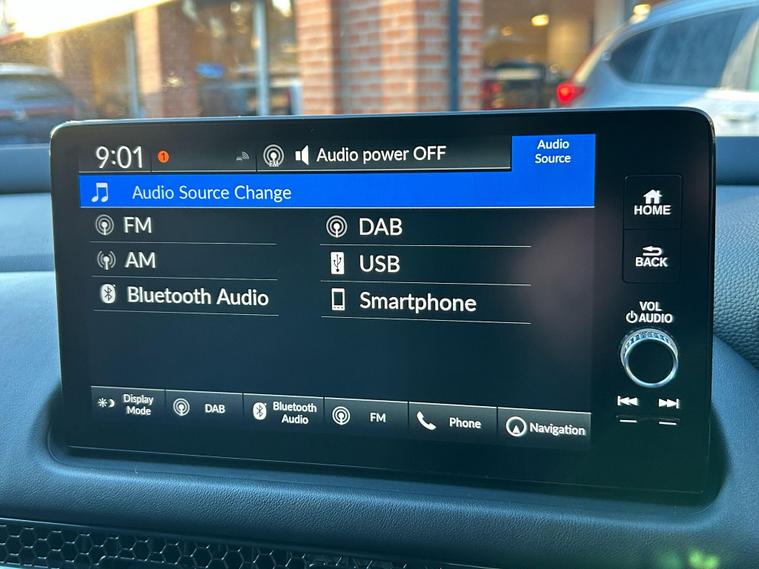 9:01 1 FM Audio power OFF Audio
Source
Audio Source Change
FM DAB
AM USB
Bluetooth Audio Smartphone
HOME
BACK
VOL
AUDIO
Display
Mode
DAB
Bluetooth
Audio
FM
Phone
Navigation